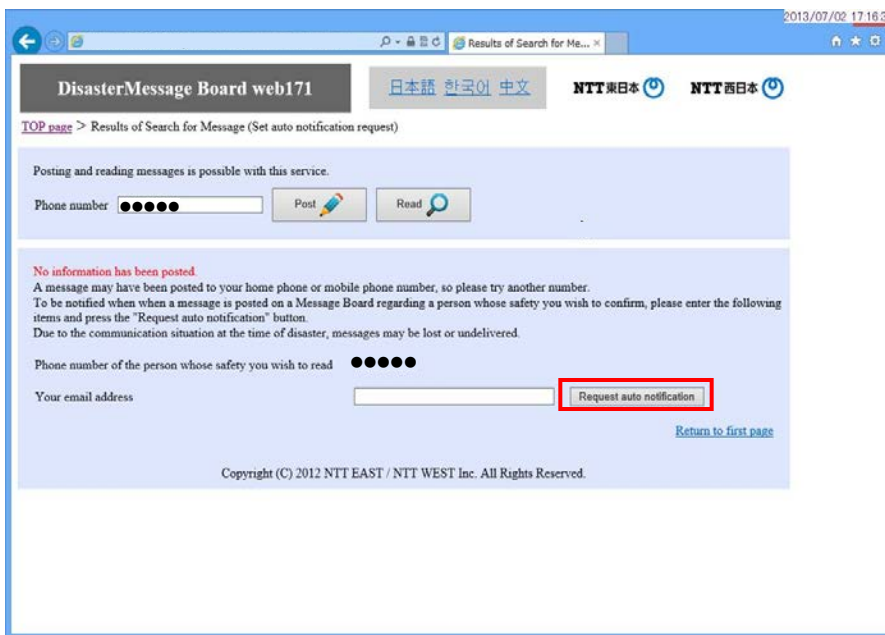 2013/07/02 17:16:3
Results of Search for Me...
DisasterMessage Board web171
日本語 한국어 中文
NTT東日本
NTT西日本
TOP page > Results of Search for Message (Set auto notification request)
Posting and reading messages is possible with this service.
Phone number ●●●●● Post Read
No information has been posted.
A message may have been posted to your home phone or mobile phone number, so please try another number.
To be notified when when a message is posted on a Message Board regarding a person whose safety you wish to confirm, please enter the following
items and press the "Request auto notification" button.
Due to the communication situation at the time of disaster, messages may be lost or undelivered.
Phone number of the person whose safety you wish to read ●●●●●
Your email address Request auto notification
Return to first page
Copyright (C) 2012 NTT EAST / NTT WEST Inc. All Rights Reserved.